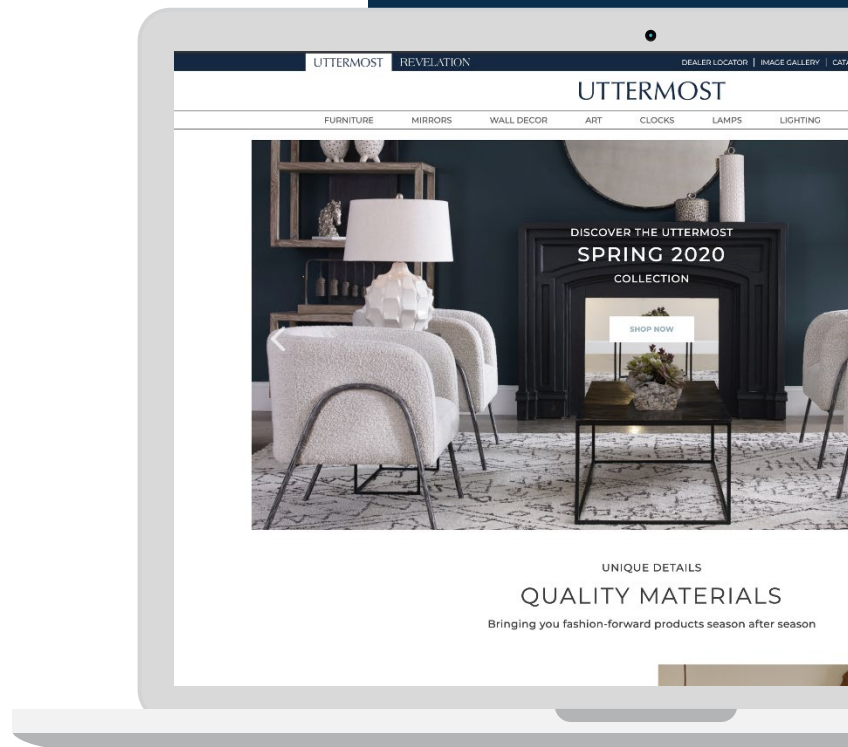 UTTERMOST REVELATION DEALER LOCATOR | IMAGE GALLERY |
UTTERMOST
FURNITURE MIRRORS WALL DECOR ART CLOCKS LAMPS LIGHTING
DISCOVER THE UTTERMOST
SPRING 2020
COLLECTION
SHOP NOW
UNIQUE DETAILS
QUALITY MATERIALS
Bringing you fashion-forward products season after season